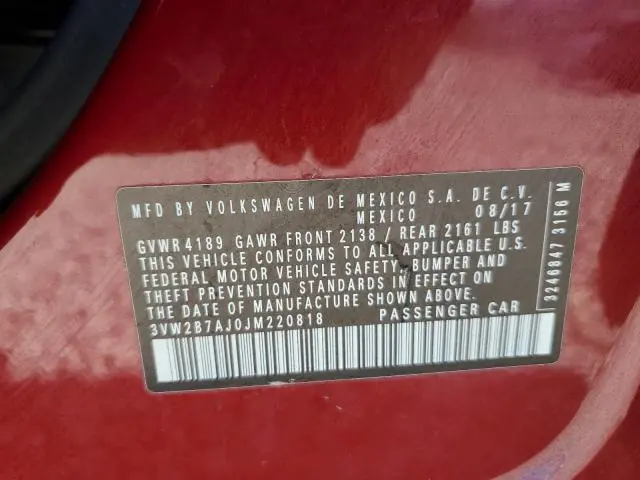 MFD BY VOLKSWAGEN DE MEXICO S.A. DE C.V.
MEXICO 08/17
GVWR 4189 GAWR FRONT 2138 / REAR 2161 LBS
THIS VEHICLE CONFORMS TO ALL APPLICABLE U.S.
FEDERAL MOTOR VEHICLE SAFETY, BUMPER AND
THEFT PREVENTION STANDARDS IN EFFECT ON
THE DATE OF MANUFACTURE SHOWN ABOVE.
3VW2B7AJ0JM220818 PASSENGER CAR
3246847 3156 M